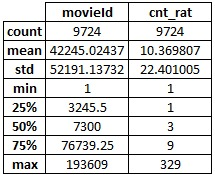 movieId cnt_rat
count 9724 9724
mean 42245.02437 10.369807
std 52191.13732 22.401005
min 1 1
25% 3245.5 1
50% 7300 3
75% 76739.25 9
max 193609 329